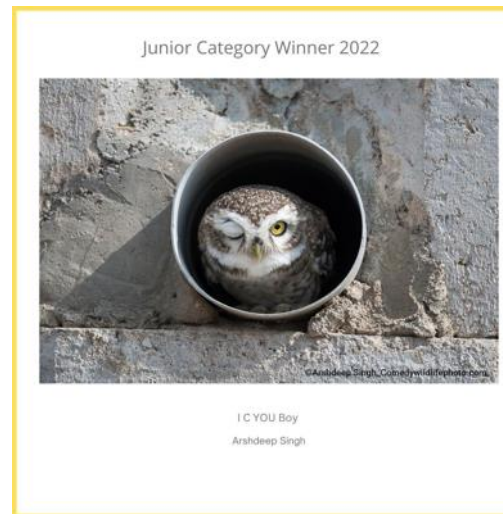 Junior Category Winner 2022
©Arshdeep Singh_Comedywildlifephoto.com
I C YOU Boy
Arshdeep Singh